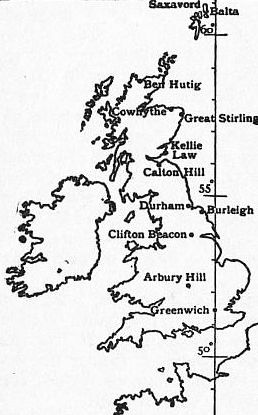 Saxavord
Balta
60°
Ben Hutig
Cowhythe
Great Stirling
Kellie
Law
Calton Hill
55°
Durham
Burleigh
Clifton Beacon
Arbury Hill
Greenwich
50°